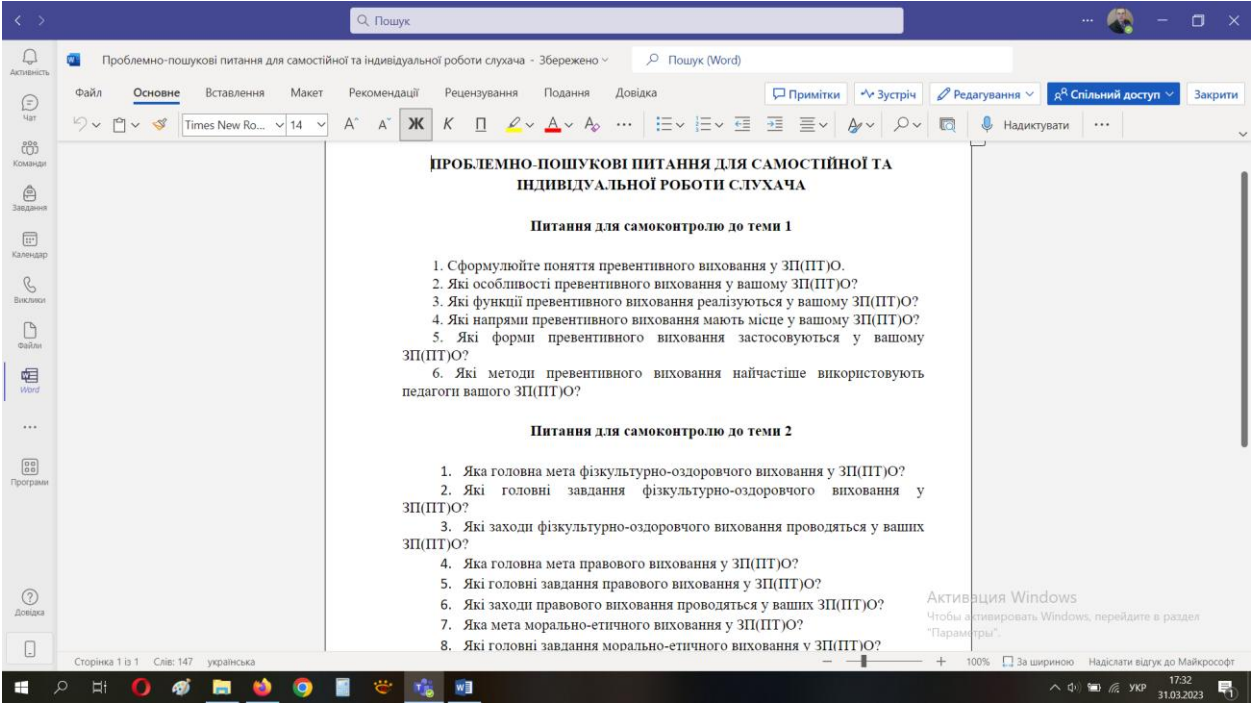 Пошук
Активність
Чат
Команди
Завдання
Календар
Виклики
Файли
Word
Програми
Довідка
Проблемно-пошукові питання для самостійної та індивідуальної роботи слухача - Збережено
Пошук (Word)
Файл Основне Вставлення Макет Рекомендації Рецензування Подання Довідка
Примітки Зустріч Редагування Спільний доступ Закрити
Times New Ro... 14 Ж К П Надиктувати
ПРОБЛЕМНО-ПОШУКОВІ ПИТАННЯ ДЛЯ САМОСТІЙНОЇ ТА
ІНДИВІДУАЛЬНОЇ РОБОТИ СЛУХАЧА
Питання для самоконтролю до теми 1
1. Сформулюйте поняття превентивного виховання у ЗП(ПТ)О.
2. Які особливості превентивного виховання у вашому ЗП(ПТ)О?
3. Які функції превентивного виховання реалізуються у вашому ЗП(ПТ)О?
4. Які напрями превентивного виховання мають місце у вашому ЗП(ПТ)О?
5. Які форми превентивного виховання застосовуються у вашому
ЗП(ПТ)О?
6. Які методи превентивного виховання найчастіше використовують
педагоги вашого ЗП(ПТ)О?
Питання для самоконтролю до теми 2
1. Яка головна мета фізкультурно-оздоровчого виховання у ЗП(ПТ)О?
2. Які головні завдання фізкультурно-оздоровчого виховання у
ЗП(ПТ)О?
3. Які заходи фізкультурно-оздоровчого виховання проводяться у ваших
ЗП(ПТ)О?
4. Яка головна мета правового виховання у ЗП(ПТ)О?
5. Які головні завдання правового виховання у ЗП(ПТ)О?
6. Які заходи правового виховання проводяться у ваших ЗП(ПТ)О?
7. Яка мета морально-етичного виховання у ЗП(ПТ)О?
8. Які головні завдання морально-етичного виховання у ЗП(ПТ)О?
Активация Windows
Чтобы активировать Windows, перейдите в раздел
"Параметры".
Сторінка 1 із 1 Слів: 147 українська
100% За шириною Надіслати відгук до Майкрософт
УКР 17:32
31.03.2023